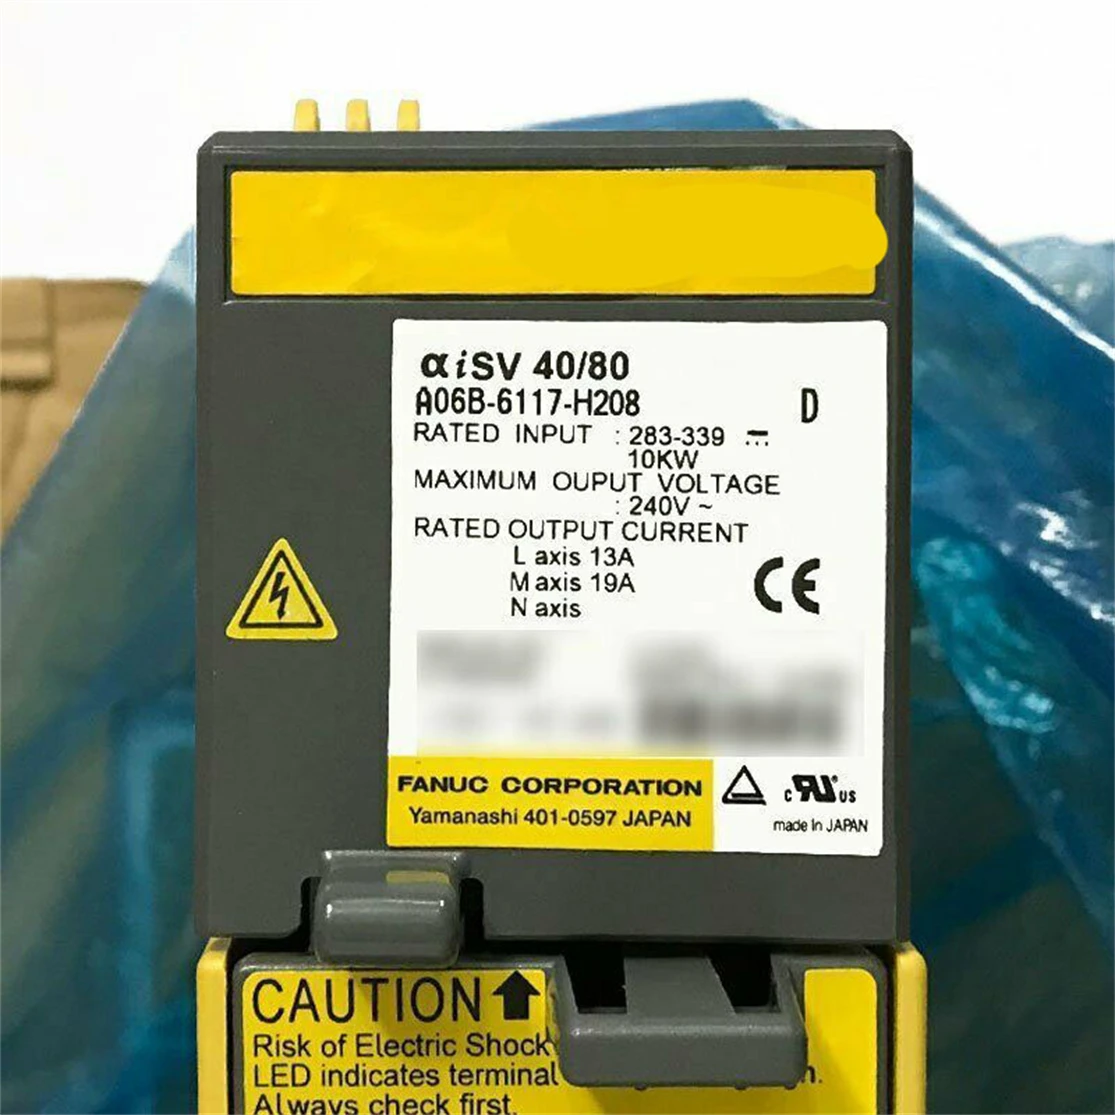 αiSV 40/80
A06B-6117-H208 D
RATED INPUT : 283-339 ⎓
10KW
MAXIMUM OUPUT VOLTAGE
: 240V ~
RATED OUTPUT CURRENT
L axis 13A
M axis 19A
N axis
CE
FANUC CORPORATION
Yamanashi 401-0597 JAPAN
c RU us
made in JAPAN
CAUTION
Risk of Electric Shock
LED indicates terminal
Always check first.